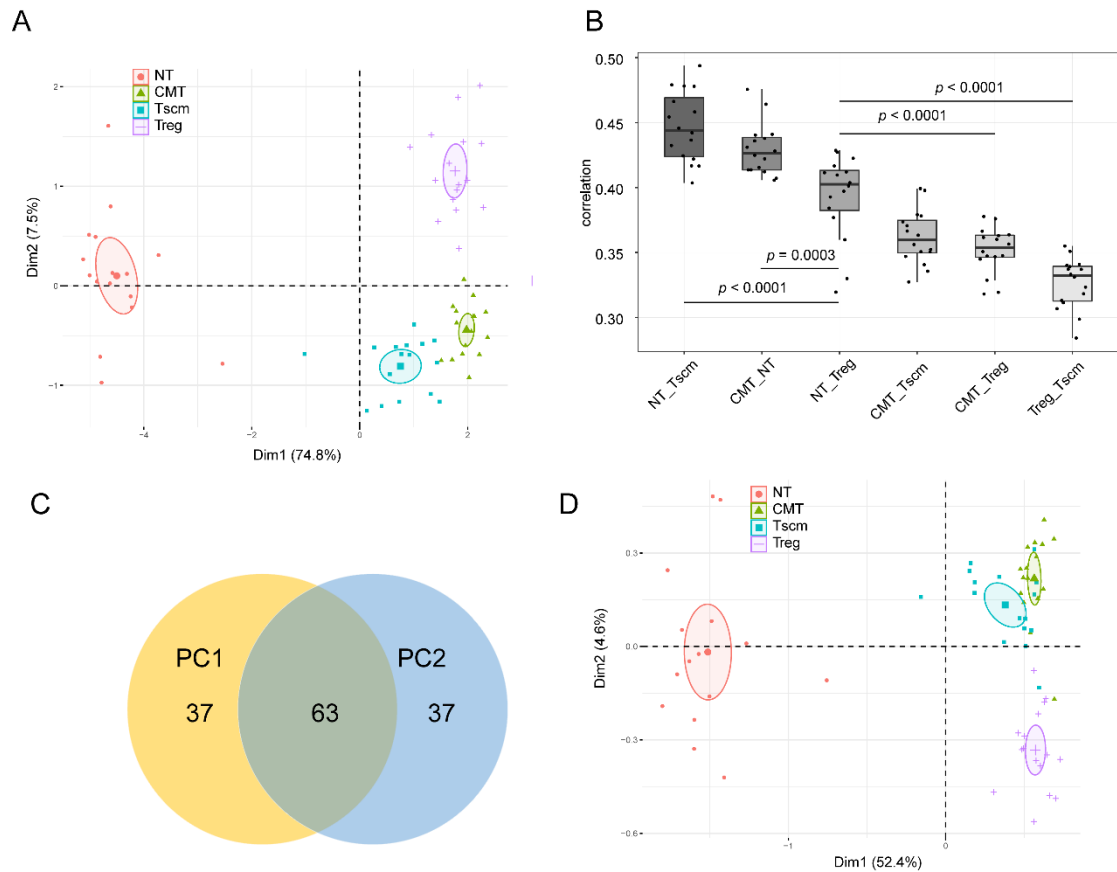 A
NT
CMT
Tscm
Treg
2
1
0
−1
Dim2 (7.5%)
−4
−2
0
2
Dim1 (74.8%)
B
0.50
0.45
0.40
0.35
0.30
correlation
p < 0.0001
p < 0.0001
p = 0.0003
p < 0.0001
NT_Tscm
CMT_NT
NT_Treg
CMT_Tscm
CMT_Treg
Treg_Tscm
C
PC1
PC2
37
63
37
D
NT
CMT
Tscm
Treg
0.3
0.0
−0.3
−0.6
Dim2 (4.6%)
−1
0
Dim1 (52.4%)